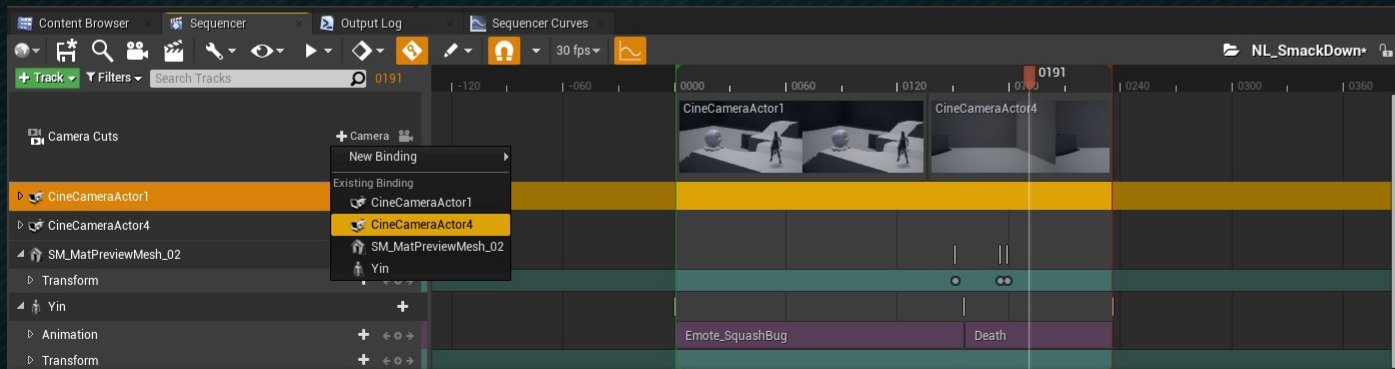 Content Browser Sequencer Output Log Sequencer Curves
30 fps NL_SmackDown*
+ Track Filters Search Tracks 0191 -120 -060 0000 0060 0120 0191 0240 0300 0360
CineCameraActor1 CineCameraActor4
Camera Cuts + Camera
New Binding
Existing Binding
CineCameraActor1 CineCameraActor1
CineCameraActor4 CineCameraActor4
SM_MatPreviewMesh_02 SM_MatPreviewMesh_02
Yin
Transform
Yin
Animation Emote_SquashBug Death
Transform